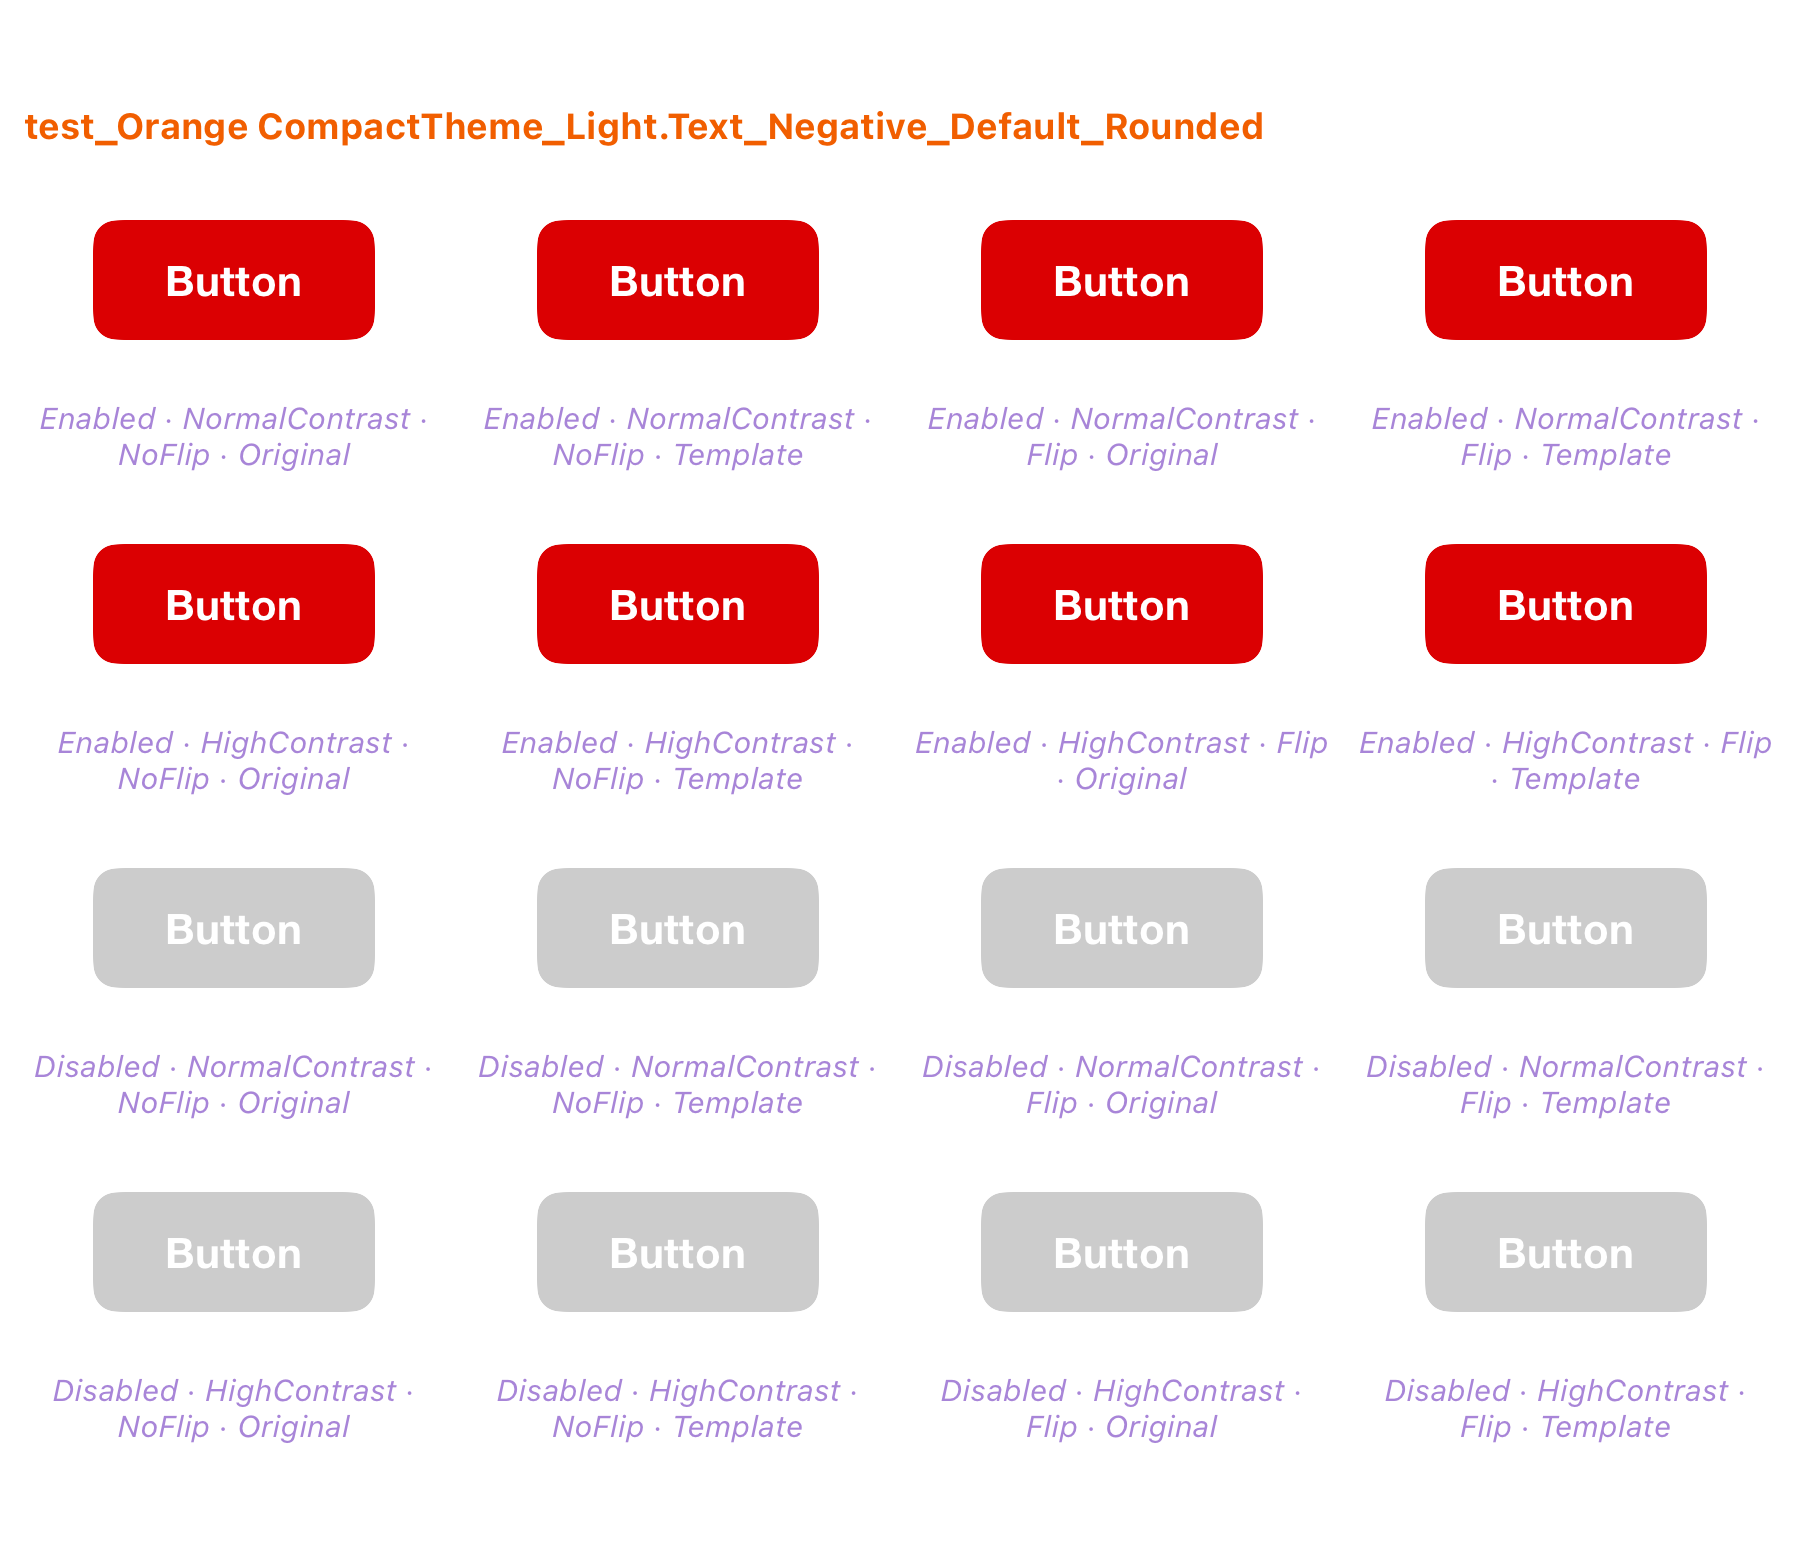 test_Orange CompactTheme_Light.Text_Negative_Default_Rounded
Button Button Button Button
Enabled · NormalContrast · Enabled · NormalContrast · Enabled · NormalContrast · Enabled · NormalContrast ·
NoFlip · Original NoFlip · Template Flip · Original Flip · Template
Button Button Button Button
Enabled · HighContrast · Enabled · HighContrast · Enabled · HighContrast · Flip Enabled · HighContrast · Flip
NoFlip · Original NoFlip · Template · Original · Template
Button Button Button Button
Disabled · NormalContrast · Disabled · NormalContrast · Disabled · NormalContrast · Disabled · NormalContrast ·
NoFlip · Original NoFlip · Template Flip · Original Flip · Template
Button Button Button Button
Disabled · HighContrast · Disabled · HighContrast · Disabled · HighContrast · Disabled · HighContrast ·
NoFlip · Original NoFlip · Template Flip · Original Flip · Template